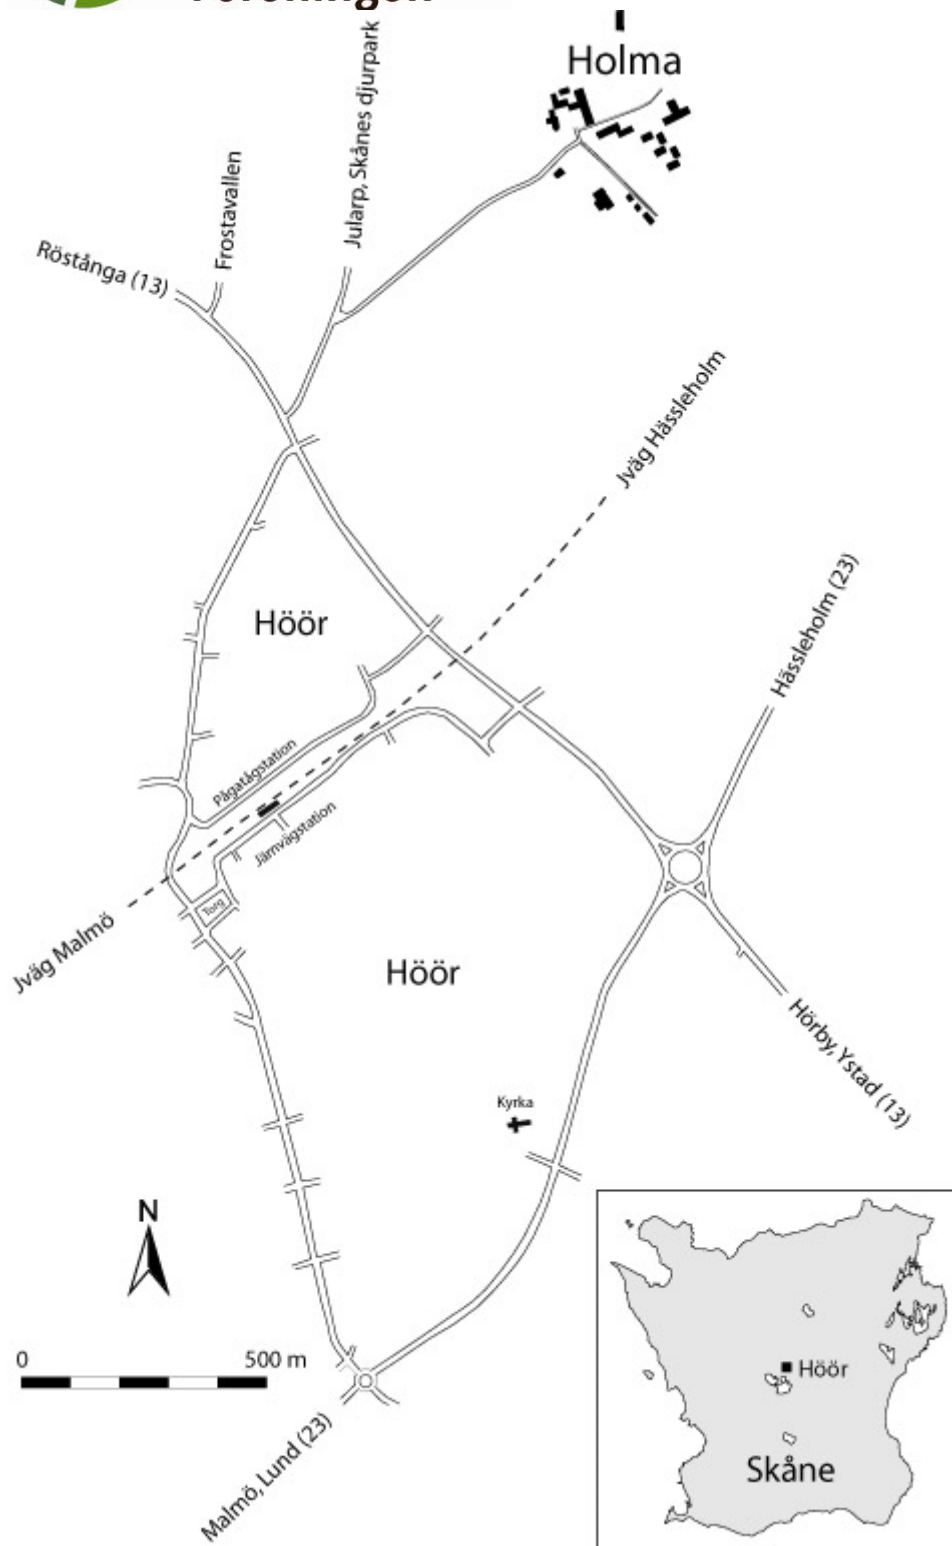 Föreningen
Holma
Jularp, Skånes djurpark
Frostavallen
Röstånga (13)
Jväg Hässleholm
Hässleholm (23)
Höör
Pågatågstation
Järnvägstation
Torg
Jväg Malmö
Höör
Hörby, Ystad (13)
Kyrka
N
0 500 m
Malmö, Lund (23)
Höör
Skåne